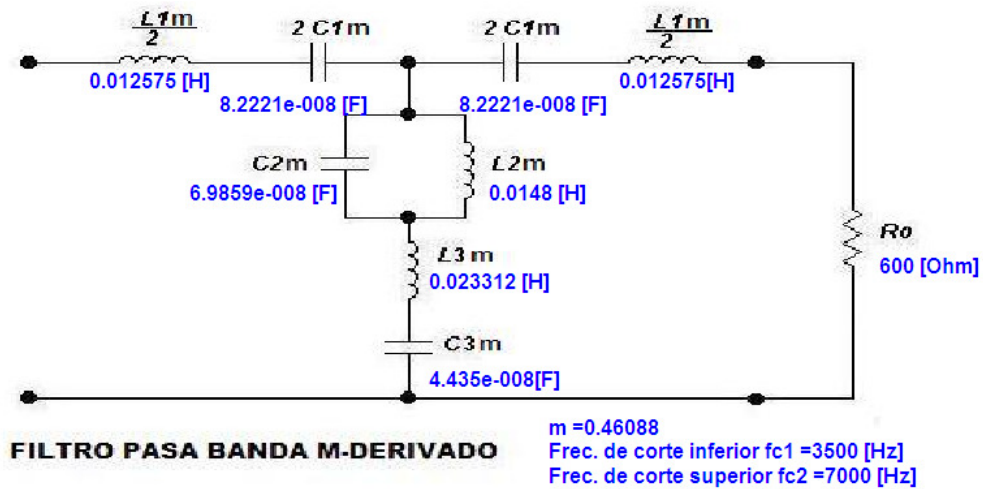 L1m
2
2 C1m
2 C1m
L1m
2
0.012575 [H]
8.2221e-008 [F]
8.2221e-008 [F]
0.012575[H]
C2m
6.9859e-008 [F]
L2m
0.0148 [H]
L3m
0.023312 [H]
Ro
600 [Ohm]
C3m
4.435e-008[F]
FILTRO PASA BANDA M-DERIVADO
m =0.46088
Frec. de corte inferior fc1 =3500 [Hz]
Frec. de corte superior fc2 =7000 [Hz]